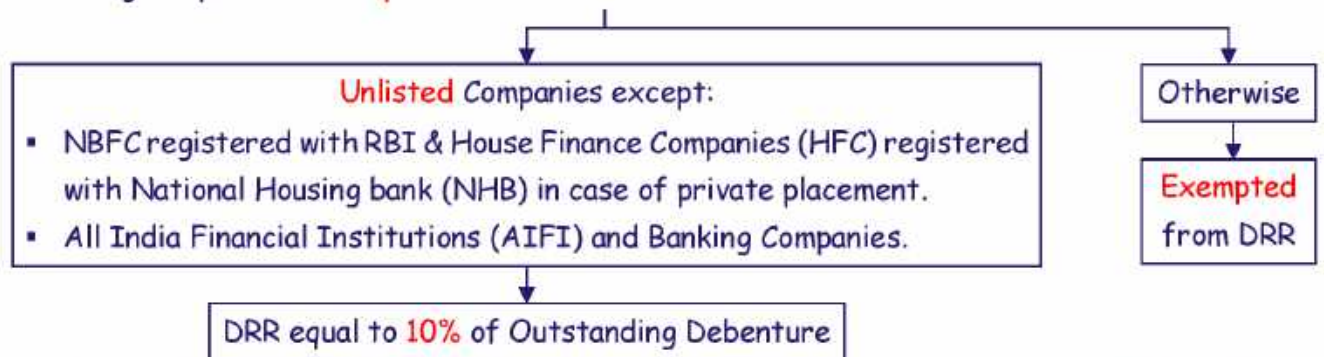 Unlisted Companies except:
▪ NBFC registered with RBI & House Finance Companies (HFC) registered
with National Housing bank (NHB) in case of private placement.
▪ All India Financial Institutions (AIFI) and Banking Companies.
DRR equal to 10% of Outstanding Debenture
Otherwise
Exempted
from DRR